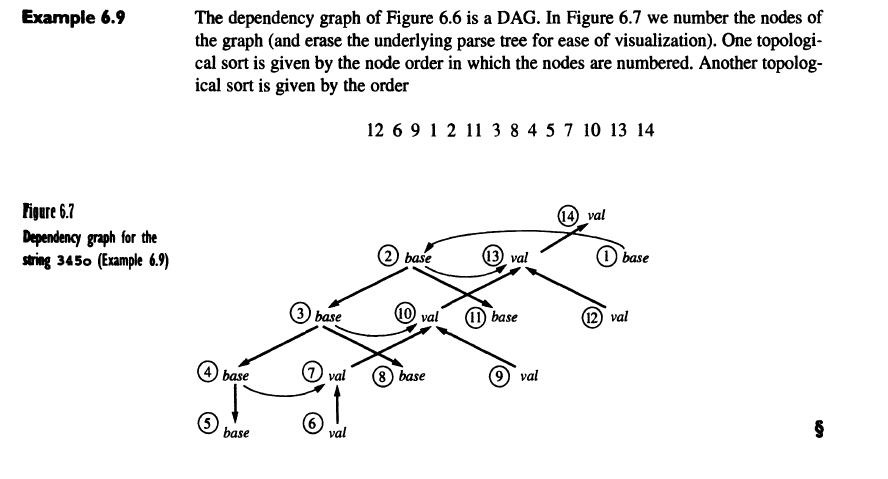 Example 6.9
The dependency graph of Figure 6.6 is a DAG. In Figure 6.7 we number the nodes of
the graph (and erase the underlying parse tree for ease of visualization). One topologi-
cal sort is given by the node order in which the nodes are numbered. Another topolog-
ical sort is given by the order
12 6 9 1 2 11 3 8 4 5 7 10 13 14
Figure 6.7
Dependency graph for the
string 345o (Example 6.9)
14 val
2 base 13 val 1 base
3 base 10 val 11 base 12 val
4 base 7 val 8 base 9 val
5 base 6 val
§